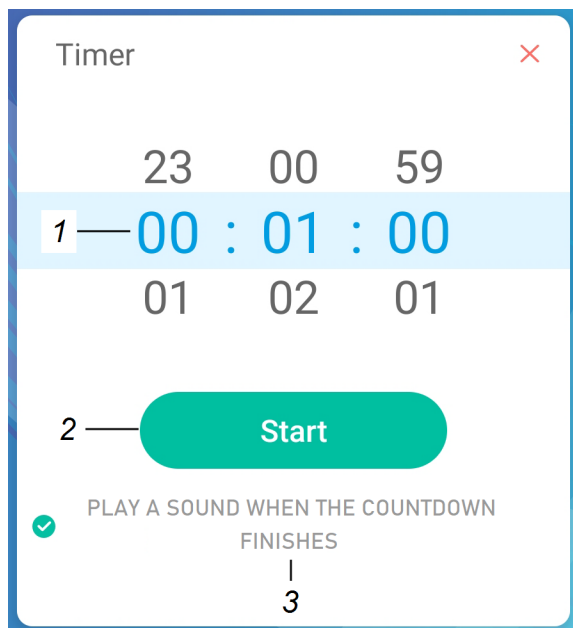 Timer
23 00 59
1 00 : 01 : 00
01 02 01
2 Start
PLAY A SOUND WHEN THE COUNTDOWN
FINISHES
3